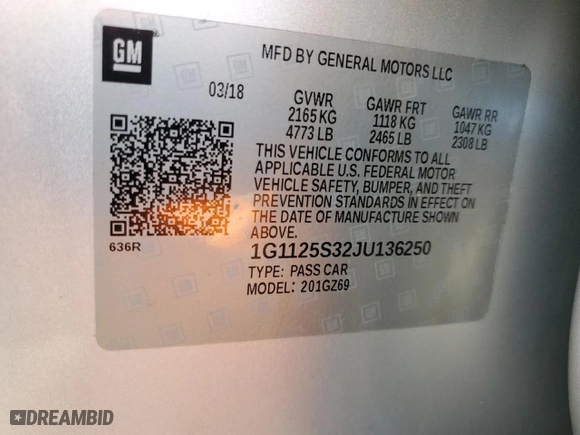 GM
MFD BY GENERAL MOTORS LLC
03/18
GVWR
2165 KG
4773 LB
GAWR FRT
1118 KG
2465 LB
GAWR RR
1047 KG
2308 LB
THIS VEHICLE CONFORMS TO ALL
APPLICABLE U.S. FEDERAL MOTOR
VEHICLE SAFETY, BUMPER, AND THEFT
PREVENTION STANDARDS IN EFFECT ON
THE DATE OF MANUFACTURE SHOWN
ABOVE.
636R
1G1125S32JU136250
TYPE: PASS CAR
MODEL: 201GZ69
DREAMBID